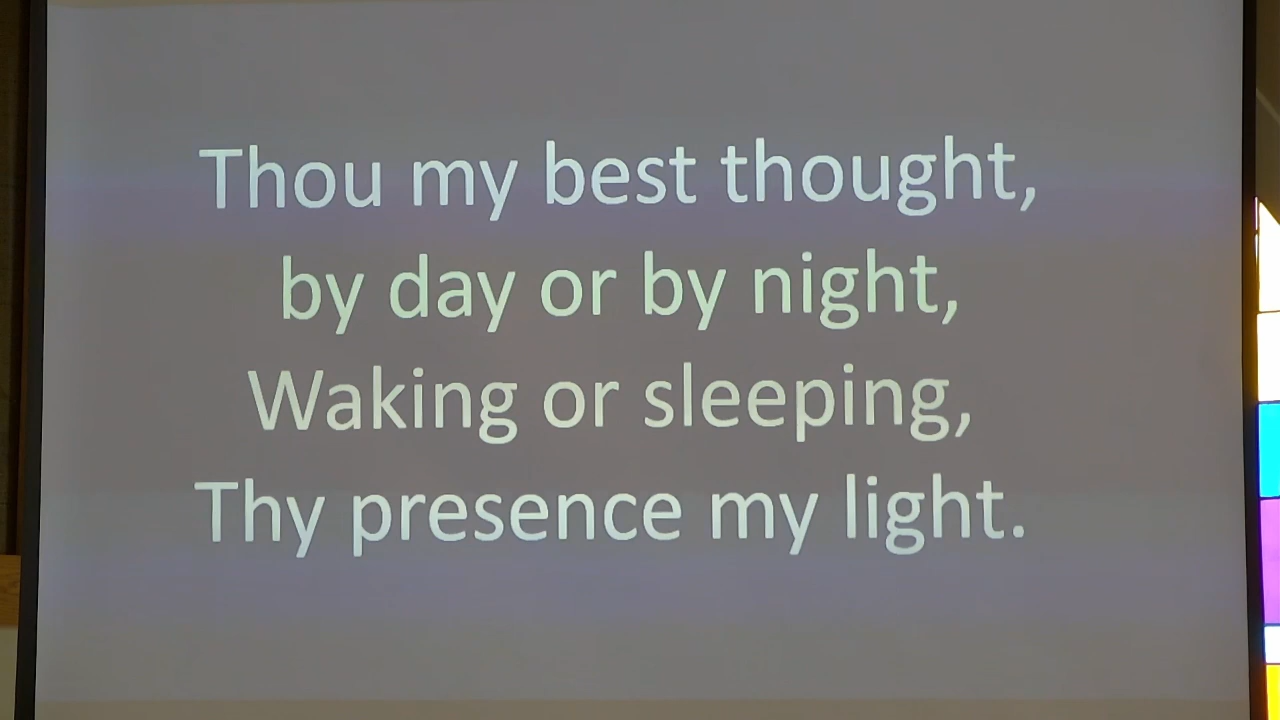 Thou my best thought,
by day or by night,
Waking or sleeping,
Thy presence my light.